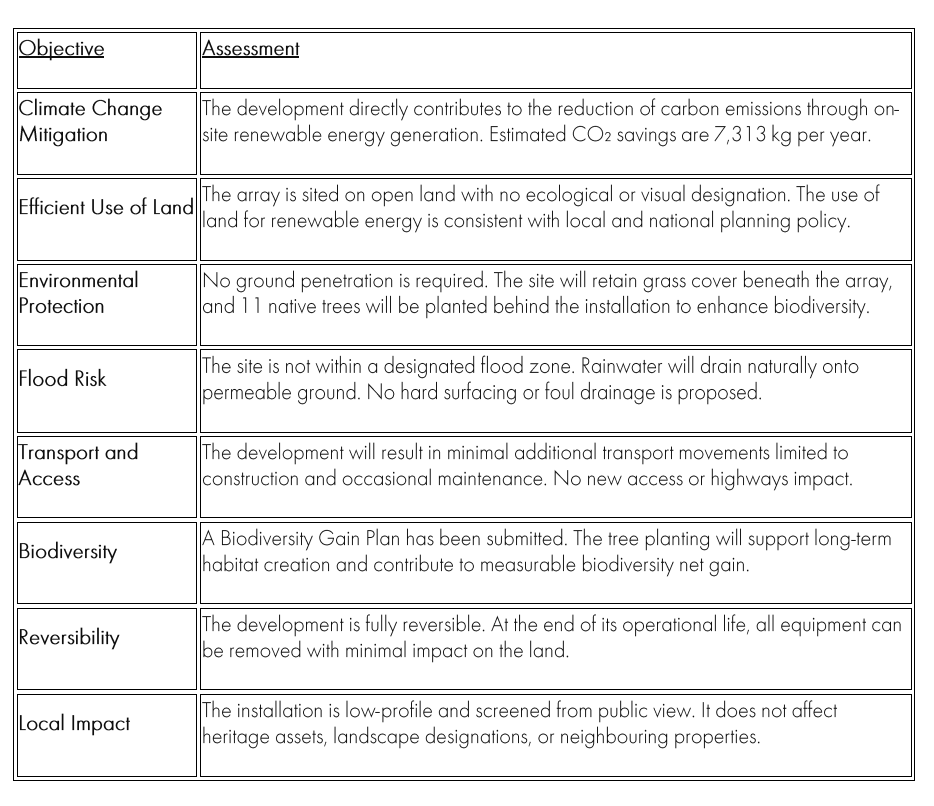 Objective
Assessment
Climate Change
Mitigation
The development directly contributes to the reduction of carbon emissions through on-
site renewable energy generation. Estimated CO₂ savings are 7,313 kg per year.
Efficient Use of Land
The array is sited on open land with no ecological or visual designation. The use of
land for renewable energy is consistent with local and national planning policy.
Environmental
Protection
No ground penetration is required. The site will retain grass cover beneath the array,
and 11 native trees will be planted behind the installation to enhance biodiversity.
Flood Risk
The site is not within a designated flood zone. Rainwater will drain naturally onto
permeable ground. No hard surfacing or foul drainage is proposed.
Transport and
Access
The development will result in minimal additional transport movements limited to
construction and occasional maintenance. No new access or highways impact.
Biodiversity
A Biodiversity Gain Plan has been submitted. The tree planting will support long-term
habitat creation and contribute to measurable biodiversity net gain.
Reversibility
The development is fully reversible. At the end of its operational life, all equipment can
be removed with minimal impact on the land.
Local Impact
The installation is low-profile and screened from public view. It does not affect
heritage assets, landscape designations, or neighbouring properties.